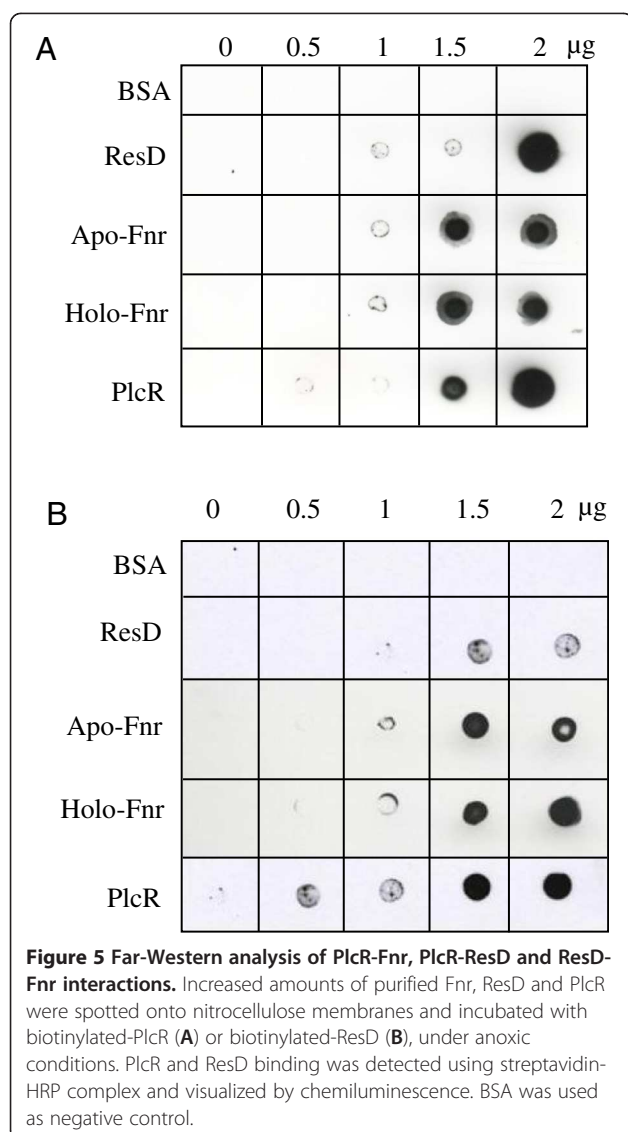 A
0 0.5 1 1.5 2 µg
BSA
ResD
Apo-Fnr
Holo-Fnr
PlcR
B
0 0.5 1 1.5 2 µg
BSA
ResD
Apo-Fnr
Holo-Fnr
PlcR
Figure 5 Far-Western analysis of PlcR-Fnr, PlcR-ResD and ResD-
Fnr interactions. Increased amounts of purified Fnr, ResD and PlcR
were spotted onto nitrocellulose membranes and incubated with
biotinylated-PlcR (A) or biotinylated-ResD (B), under anoxic
conditions. PlcR and ResD binding was detected using streptavidin-
HRP complex and visualized by chemiluminescence. BSA was used
as negative control.